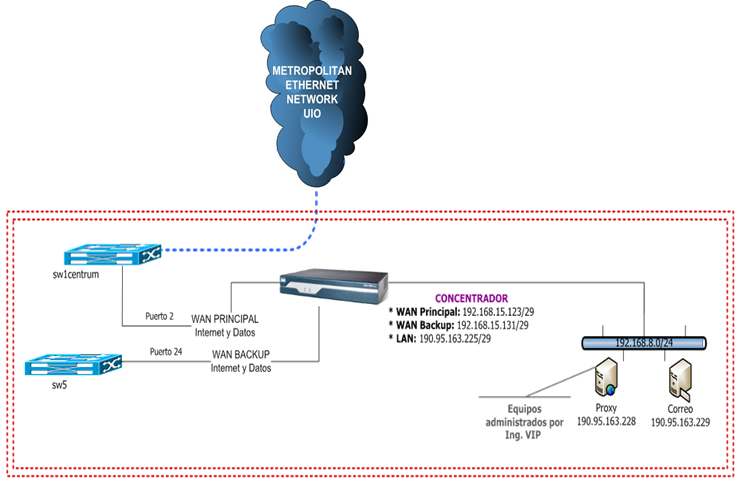 METROPOLITAN
ETHERNET
NETWORK
UIO
sw1centrum
Puerto 2
WAN PRINCIPAL
Internet y Datos
Puerto 24
WAN BACKUP
Internet y Datos
sw5
CONCENTRADOR
* WAN Principal: 192.168.15.123/29
* WAN Backup: 192.168.15.131/29
* LAN: 190.95.163.225/29
192.168.8.0/24
Equipos
administrados por
Ing. VIP
Proxy
190.95.163.228
Correo
190.95.163.229